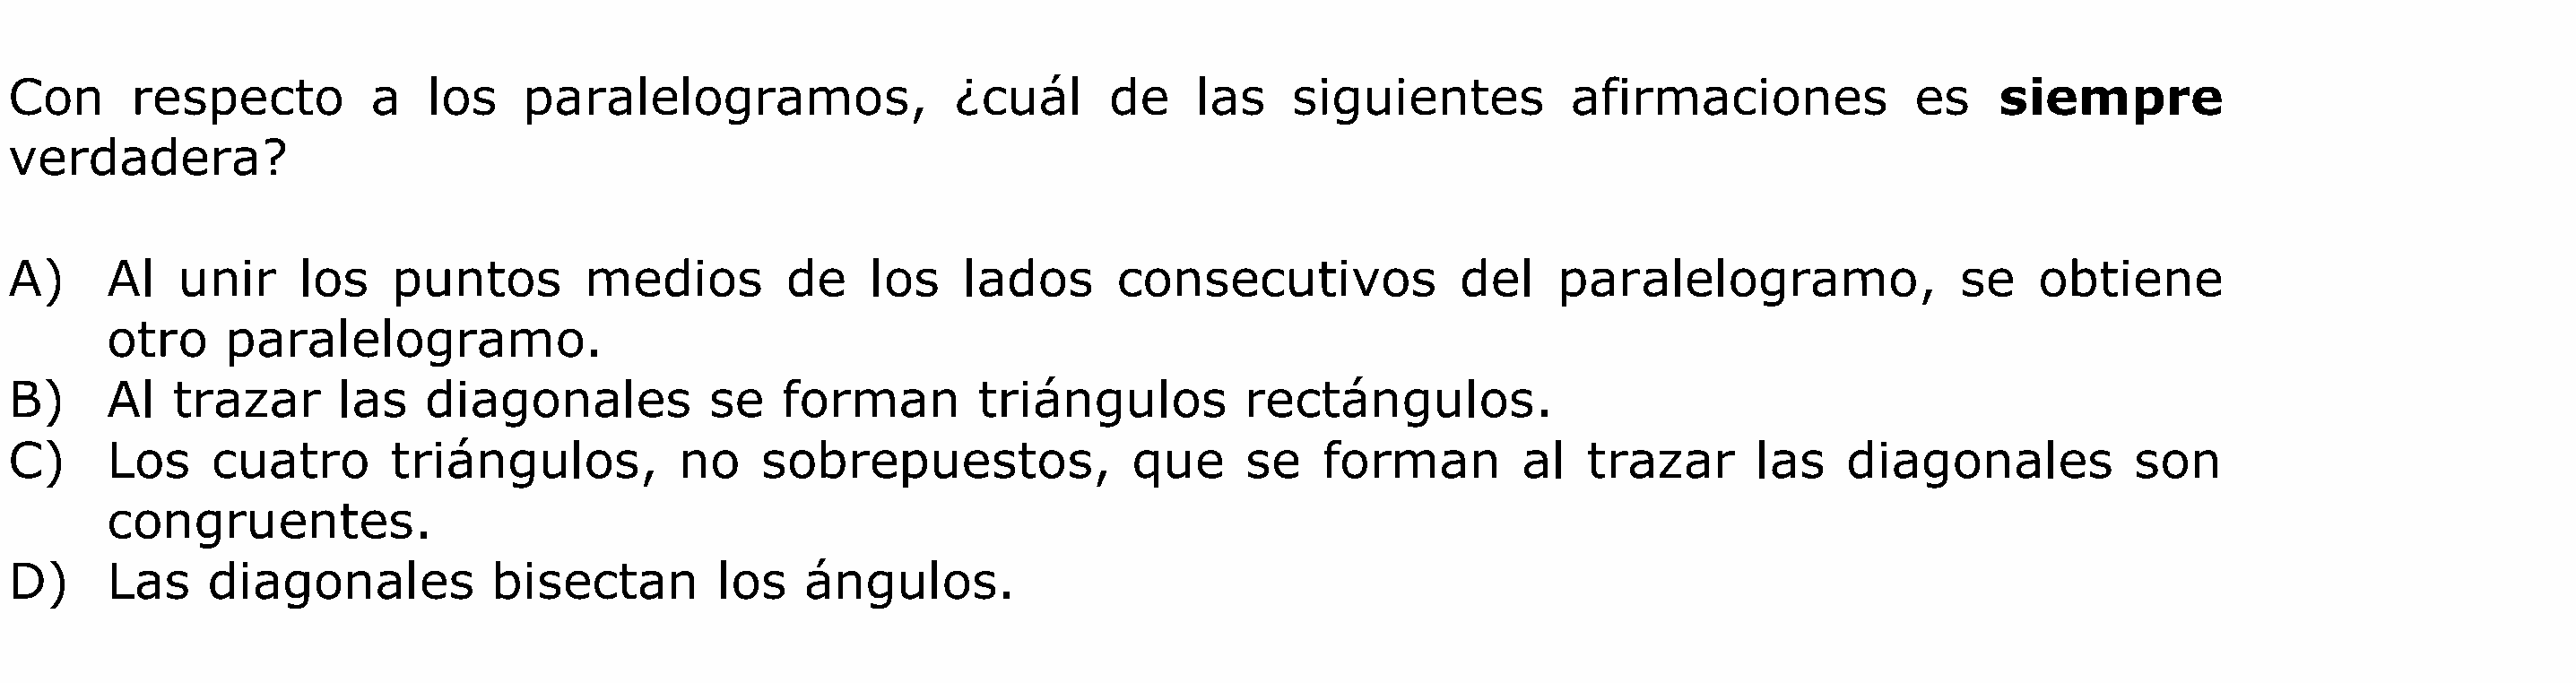 Con respecto a los paralelogramos, ¿cuál de las siguientes afirmaciones es siempre
verdadera?
A) Al unir los puntos medios de los lados consecutivos del paralelogramo, se obtiene
otro paralelogramo.
B) Al trazar las diagonales se forman triángulos rectángulos.
C) Los cuatro triángulos, no sobrepuestos, que se forman al trazar las diagonales son
congruentes.
D) Las diagonales bisectan los ángulos.